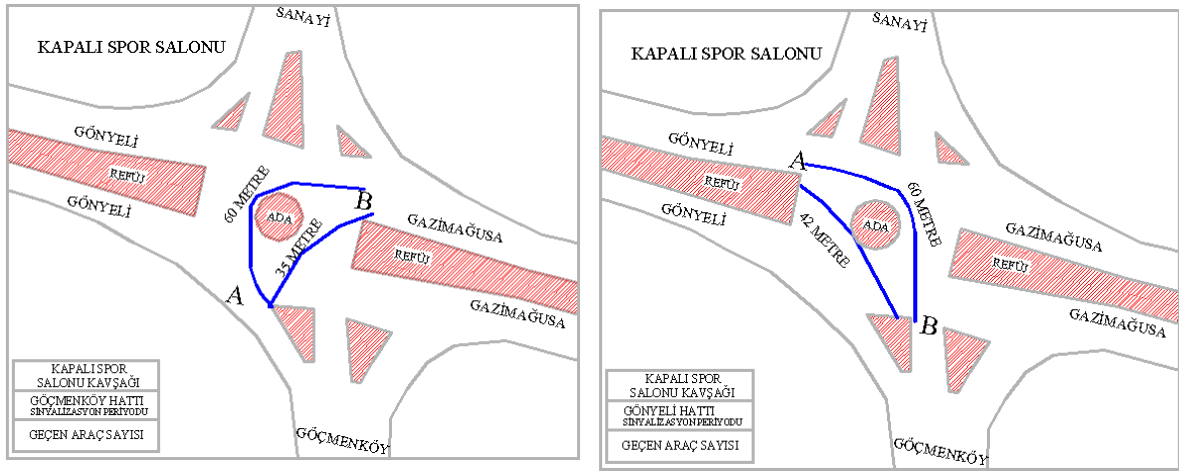 SANAYİ
KAPALI SPOR SALONU
GÖNYELİ
REFÜJ
GÖNYELİ
60 METRE
ADA
B
35 METRE
GAZİMAĞUSA
REFÜJ
GAZİMAĞUSA
A
KAPALI SPOR
SALONU KAVŞAĞI
GÖÇMENKÖY HATTI
SİNYALİZASYON PERİYODU
GEÇEN ARAÇ SAYISI
GÖÇMENKÖY
SANAYİ
KAPALI SPOR SALONU
GÖNYELİ
A
REFÜJ
GÖNYELİ
60 METRE
ADA
42 METRE
GAZİMAĞUSA
REFÜJ
GAZİMAĞUSA
B
KAPALI SPOR
SALONU KAVŞAĞI
GÖNYELİ HATTI
SİNYALİZASYON PERİYODU
GEÇEN ARAÇ SAYISI
GÖÇMENKÖY